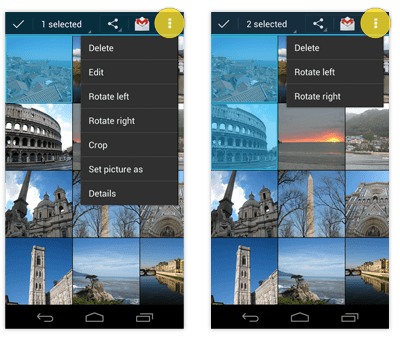 1 selected
Delete
Edit
Rotate left
Rotate right
Crop
Set picture as
Details
2 selected
Delete
Rotate left
Rotate right